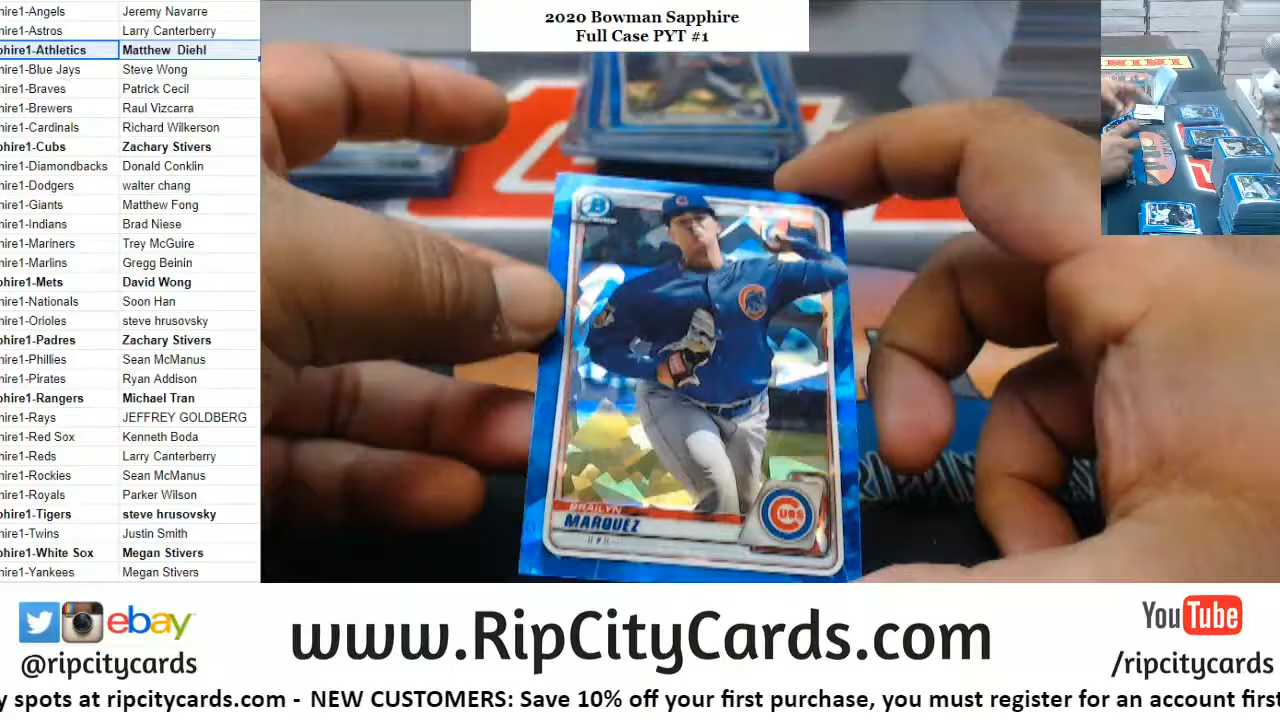 2020 Bowman Sapphire
Full Case PYT #1
hire1-Angels Jeremy Navarre
hire1-Astros Larry Canterberry
phire1-Athletics Matthew Diehl
hire1-Blue Jays Steve Wong
hire1-Braves Patrick Cecil
hire1-Brewers Raul Vizcarra
hire1-Cardinals Richard Wilkerson
phire1-Cubs Zachary Stivers
hire1-Diamondbacks Donald Conklin
hire1-Dodgers walter chang
hire1-Giants Matthew Fong
hire1-Indians Brad Niese
hire1-Mariners Trey McGuire
hire1-Marlins Gregg Beinin
phire1-Mets David Wong
hire1-Nationals Soon Han
hire1-Orioles steve hrusovsky
phire1-Padres Zachary Stivers
hire1-Phillies Sean McManus
hire1-Pirates Ryan Addison
phire1-Rangers Michael Tran
hire1-Rays JEFFREY GOLDBERG
hire1-Red Sox Kenneth Boda
hire1-Reds Larry Canterberry
hire1-Rockies Sean McManus
hire1-Royals Parker Wilson
phire1-Tigers steve hrusovsky
hire1-Twins Justin Smith
phire1-White Sox Megan Stivers
hire1-Yankees Megan Stivers
B
C
BRAILYN
MARQUEZ
CUBS
ebay
@ripcitycards
www.RipCityCards.com
YouTube
/ripcitycards
y spots at ripcitycards.com - NEW CUSTOMERS: Save 10% off your first purchase, you must register for an account first